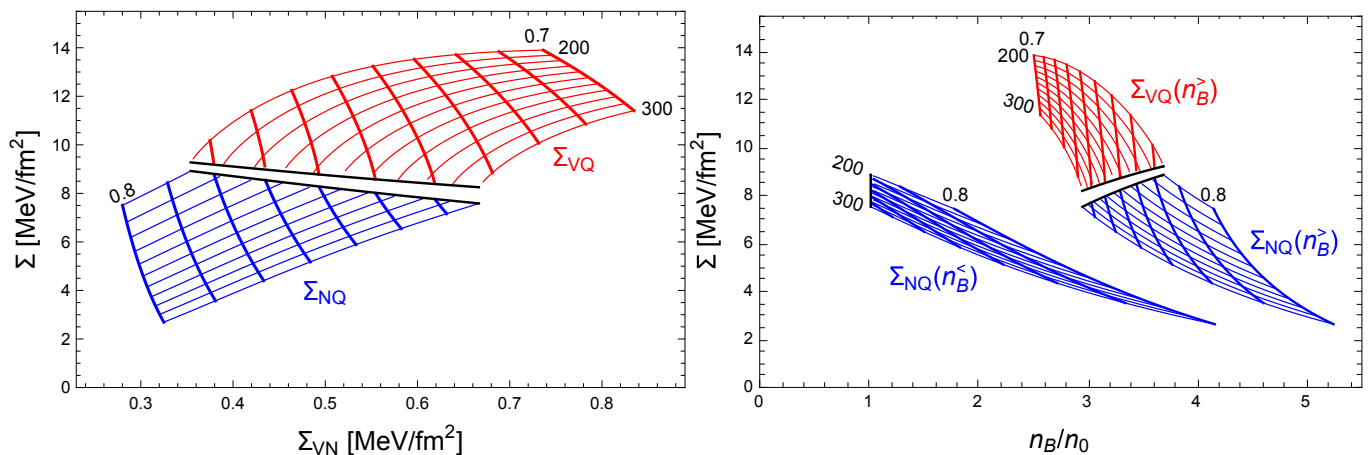 14
12
10
8
6
4
2
0
Σ [MeV/fm²]
0.7
200
300
Σ_VQ
0.8
Σ_NQ
0.3 0.4 0.5 0.6 0.7 0.8
Σ_VN [MeV/fm²]
14
12
10
8
6
4
2
0
Σ [MeV/fm²]
0.7
200
300
Σ_VQ(n_B^>)
200
300
0.8
0.8
Σ_NQ(n_B^<)
Σ_NQ(n_B^>)
0 1 2 3 4 5
n_B/n_0